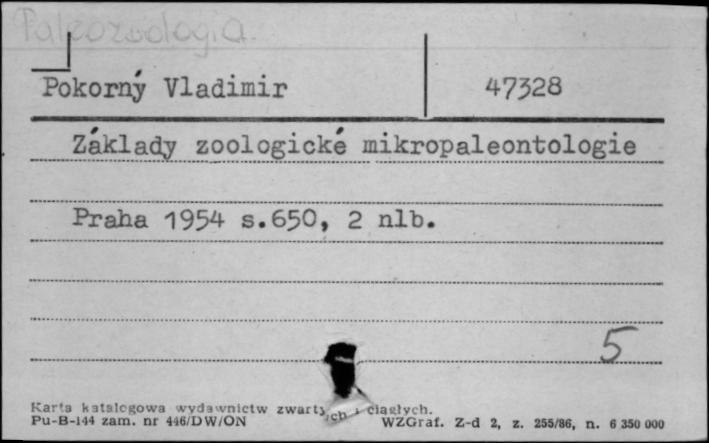 Paleozoologia.
Pokorný Vladimir 47328
Základy zoologické mikropaleontologie
Praha 1954 s.650, 2 nlb.
5
Karta katalogowa wydawnictw zwartych i ciągłych.
Pu-B-144 zam. nr 446/DW/ON WZGraf. Z-d 2, z. 255/86, n. 6 350 000